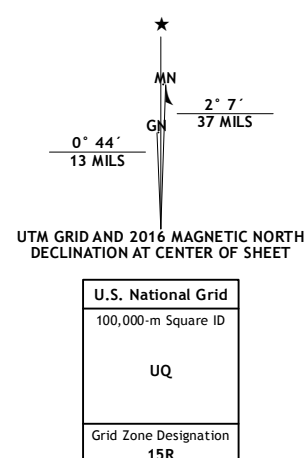 ★
MN
GN
2° 7´
37 MILS
0° 44´
13 MILS
UTM GRID AND 2016 MAGNETIC NORTH
DECLINATION AT CENTER OF SHEET
U.S. National Grid
100,000-m Square ID
UQ
Grid Zone Designation
15R